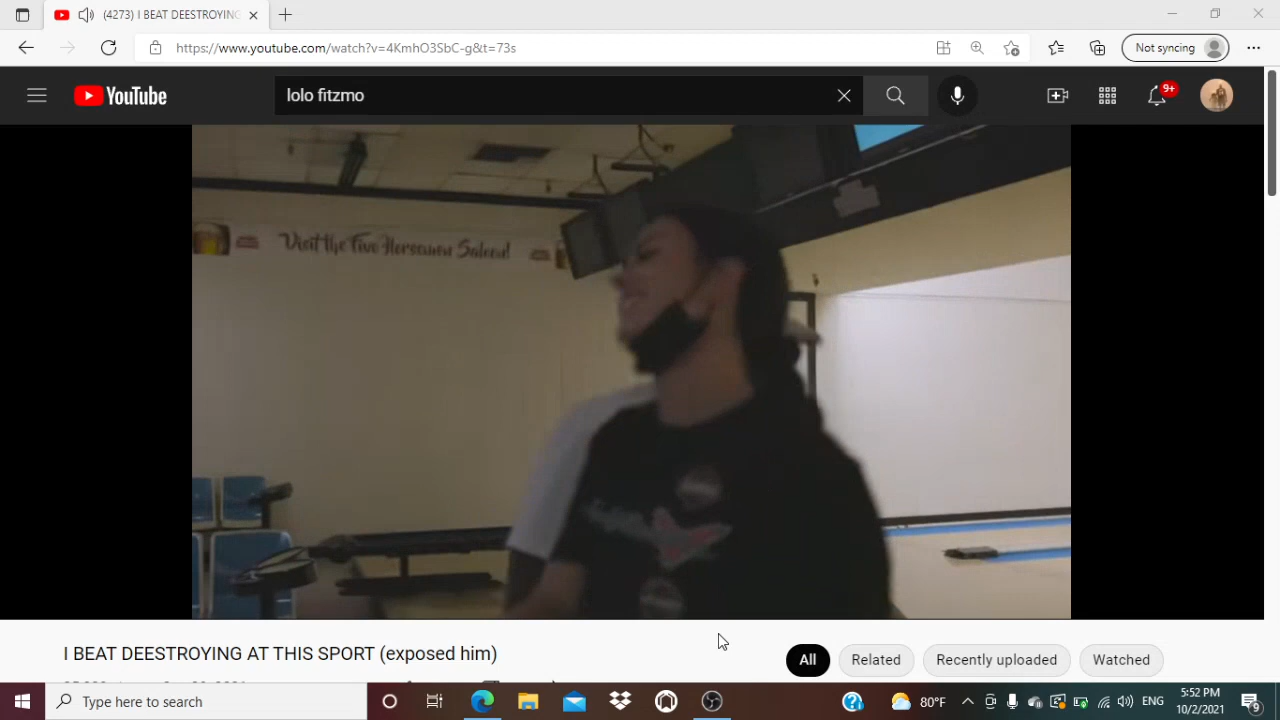 (4273) I BEAT DEESTROYING
https://www.youtube.com/watch?v=4KmhO3SbC-g&t=73s
Not syncing
YouTube
lolo fitzmo
9+
Visit the Five Horsemen Saloon!
I BEAT DEESTROYING AT THIS SPORT (exposed him)
All
Related
Recently uploaded
Watched
Type here to search
80°F
ENG
5:52 PM
10/2/2021
9